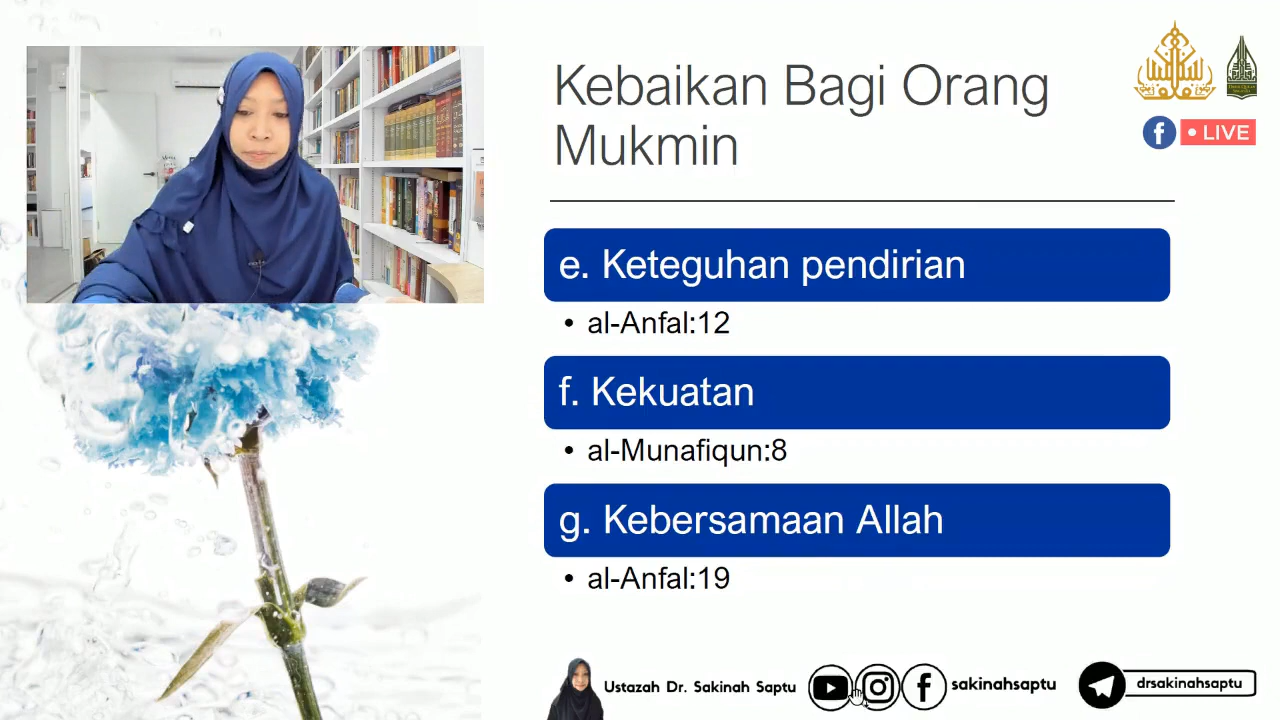 Kebaikan Bagi Orang
Mukmin
LIVE
e. Keteguhan pendirian
• al-Anfal:12
f. Kekuatan
• al-Munafiqun:8
g. Kebersamaan Allah
• al-Anfal:19
Ustazah Dr. Sakinah Saptu
sakinahsaptu
drsakinahsaptu